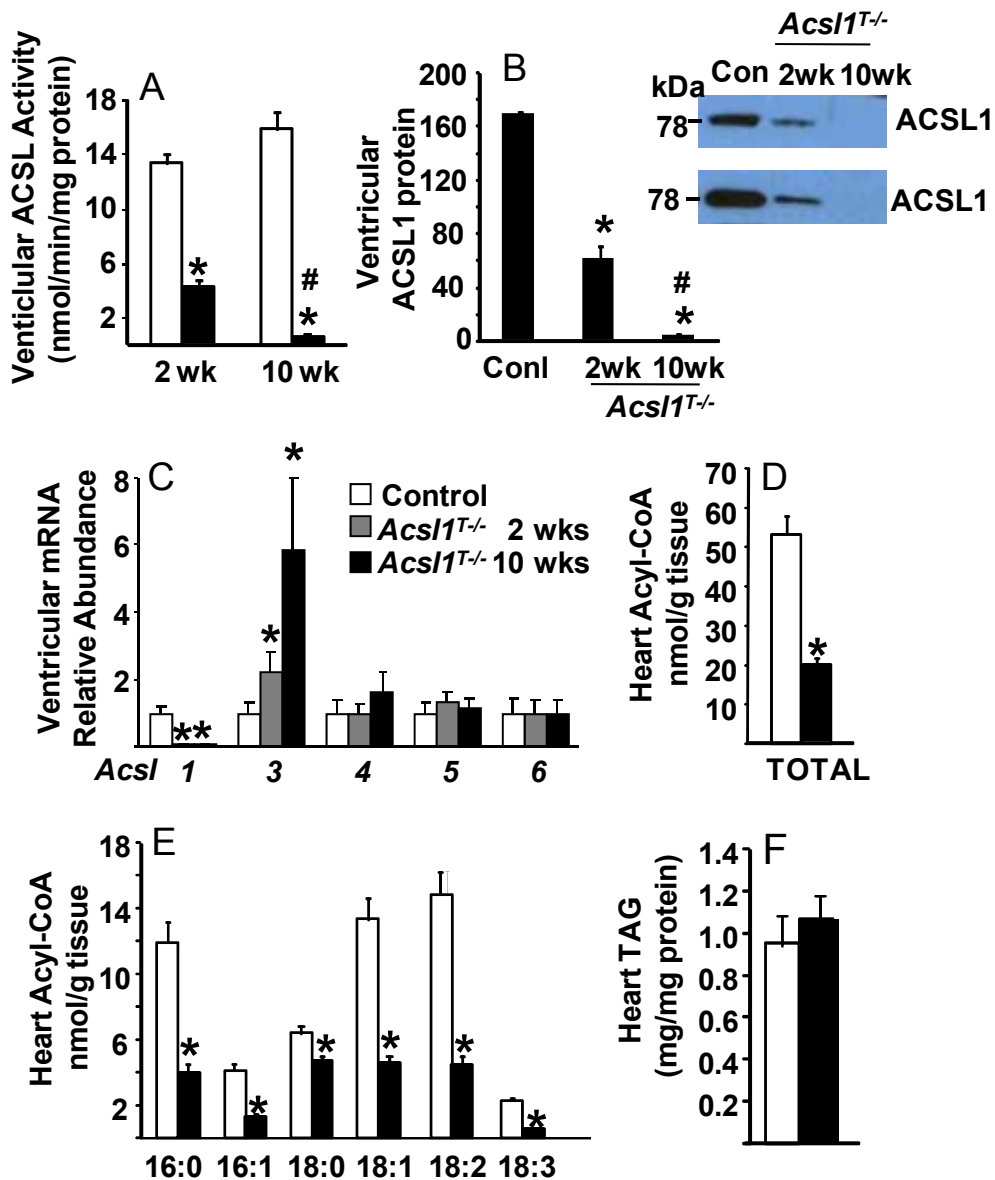 A
Venticlular ACSL Activity
(nmol/min/mg protein)
18
14
10
6
2
*
#
*
2 wk
10 wk
B
Ventricular
ACSL1 protein
200
160
120
80
40
0
*
#
*
Conl
2wk 10wk
Acsl1T-/-
Acsl1T-/-
kDa
Con 2wk 10wk
78
ACSL1
78
ACSL1
C
Ventricular mRNA
Relative Abundance
8
6
4
2
**
*
*
Control
Acsl1T-/- 2 wks
Acsl1T-/- 10 wks
Acsl 1 3 4 5 6
D
Heart Acyl-CoA
nmol/g tissue
70
60
50
40
30
20
10
*
TOTAL
E
Heart Acyl-CoA
nmol/g tissue
18
14
10
6
2
* * * * * *
16:0 16:1 18:0 18:1 18:2 18:3
F
Heart TAG
(mg/mg protein)
1.4
1.2
1.0
0.8
0.6
0.4
0.2